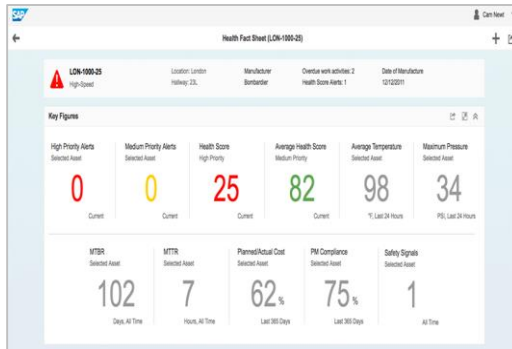 SAP
Cam Newt
Health Fact Sheet (LON-1000-25)
LON-1000-25
High-Speed
Location: London
Hallway: 23L
Manufacturer
Bombardier
Overdue work activities: 2
Health Score Alerts: 1
Date of Manufacture
12/12/2011
Key Figures
High Priority Alerts
Selected Asset
0
Current
Medium Priority Alerts
Selected Asset
0
Current
Health Score
High Priority
25
Current
Average Health Score
Medium Priority
82
Current
Average Temperature
Selected Asset
98
°F, Last 24 Hours
Maximum Pressure
Selected Asset
34
PSI, Last 24 Hours
MTBR
Selected Asset
102
Days, All Time
MTTR
Selected Asset
7
Hours, All Time
Planned/Actual Cost
Selected Asset
62 %
Last 365 Days
PM Compliance
Selected Asset
75 %
Last 365 Days
Safety Signals
Selected Asset
1
All Time